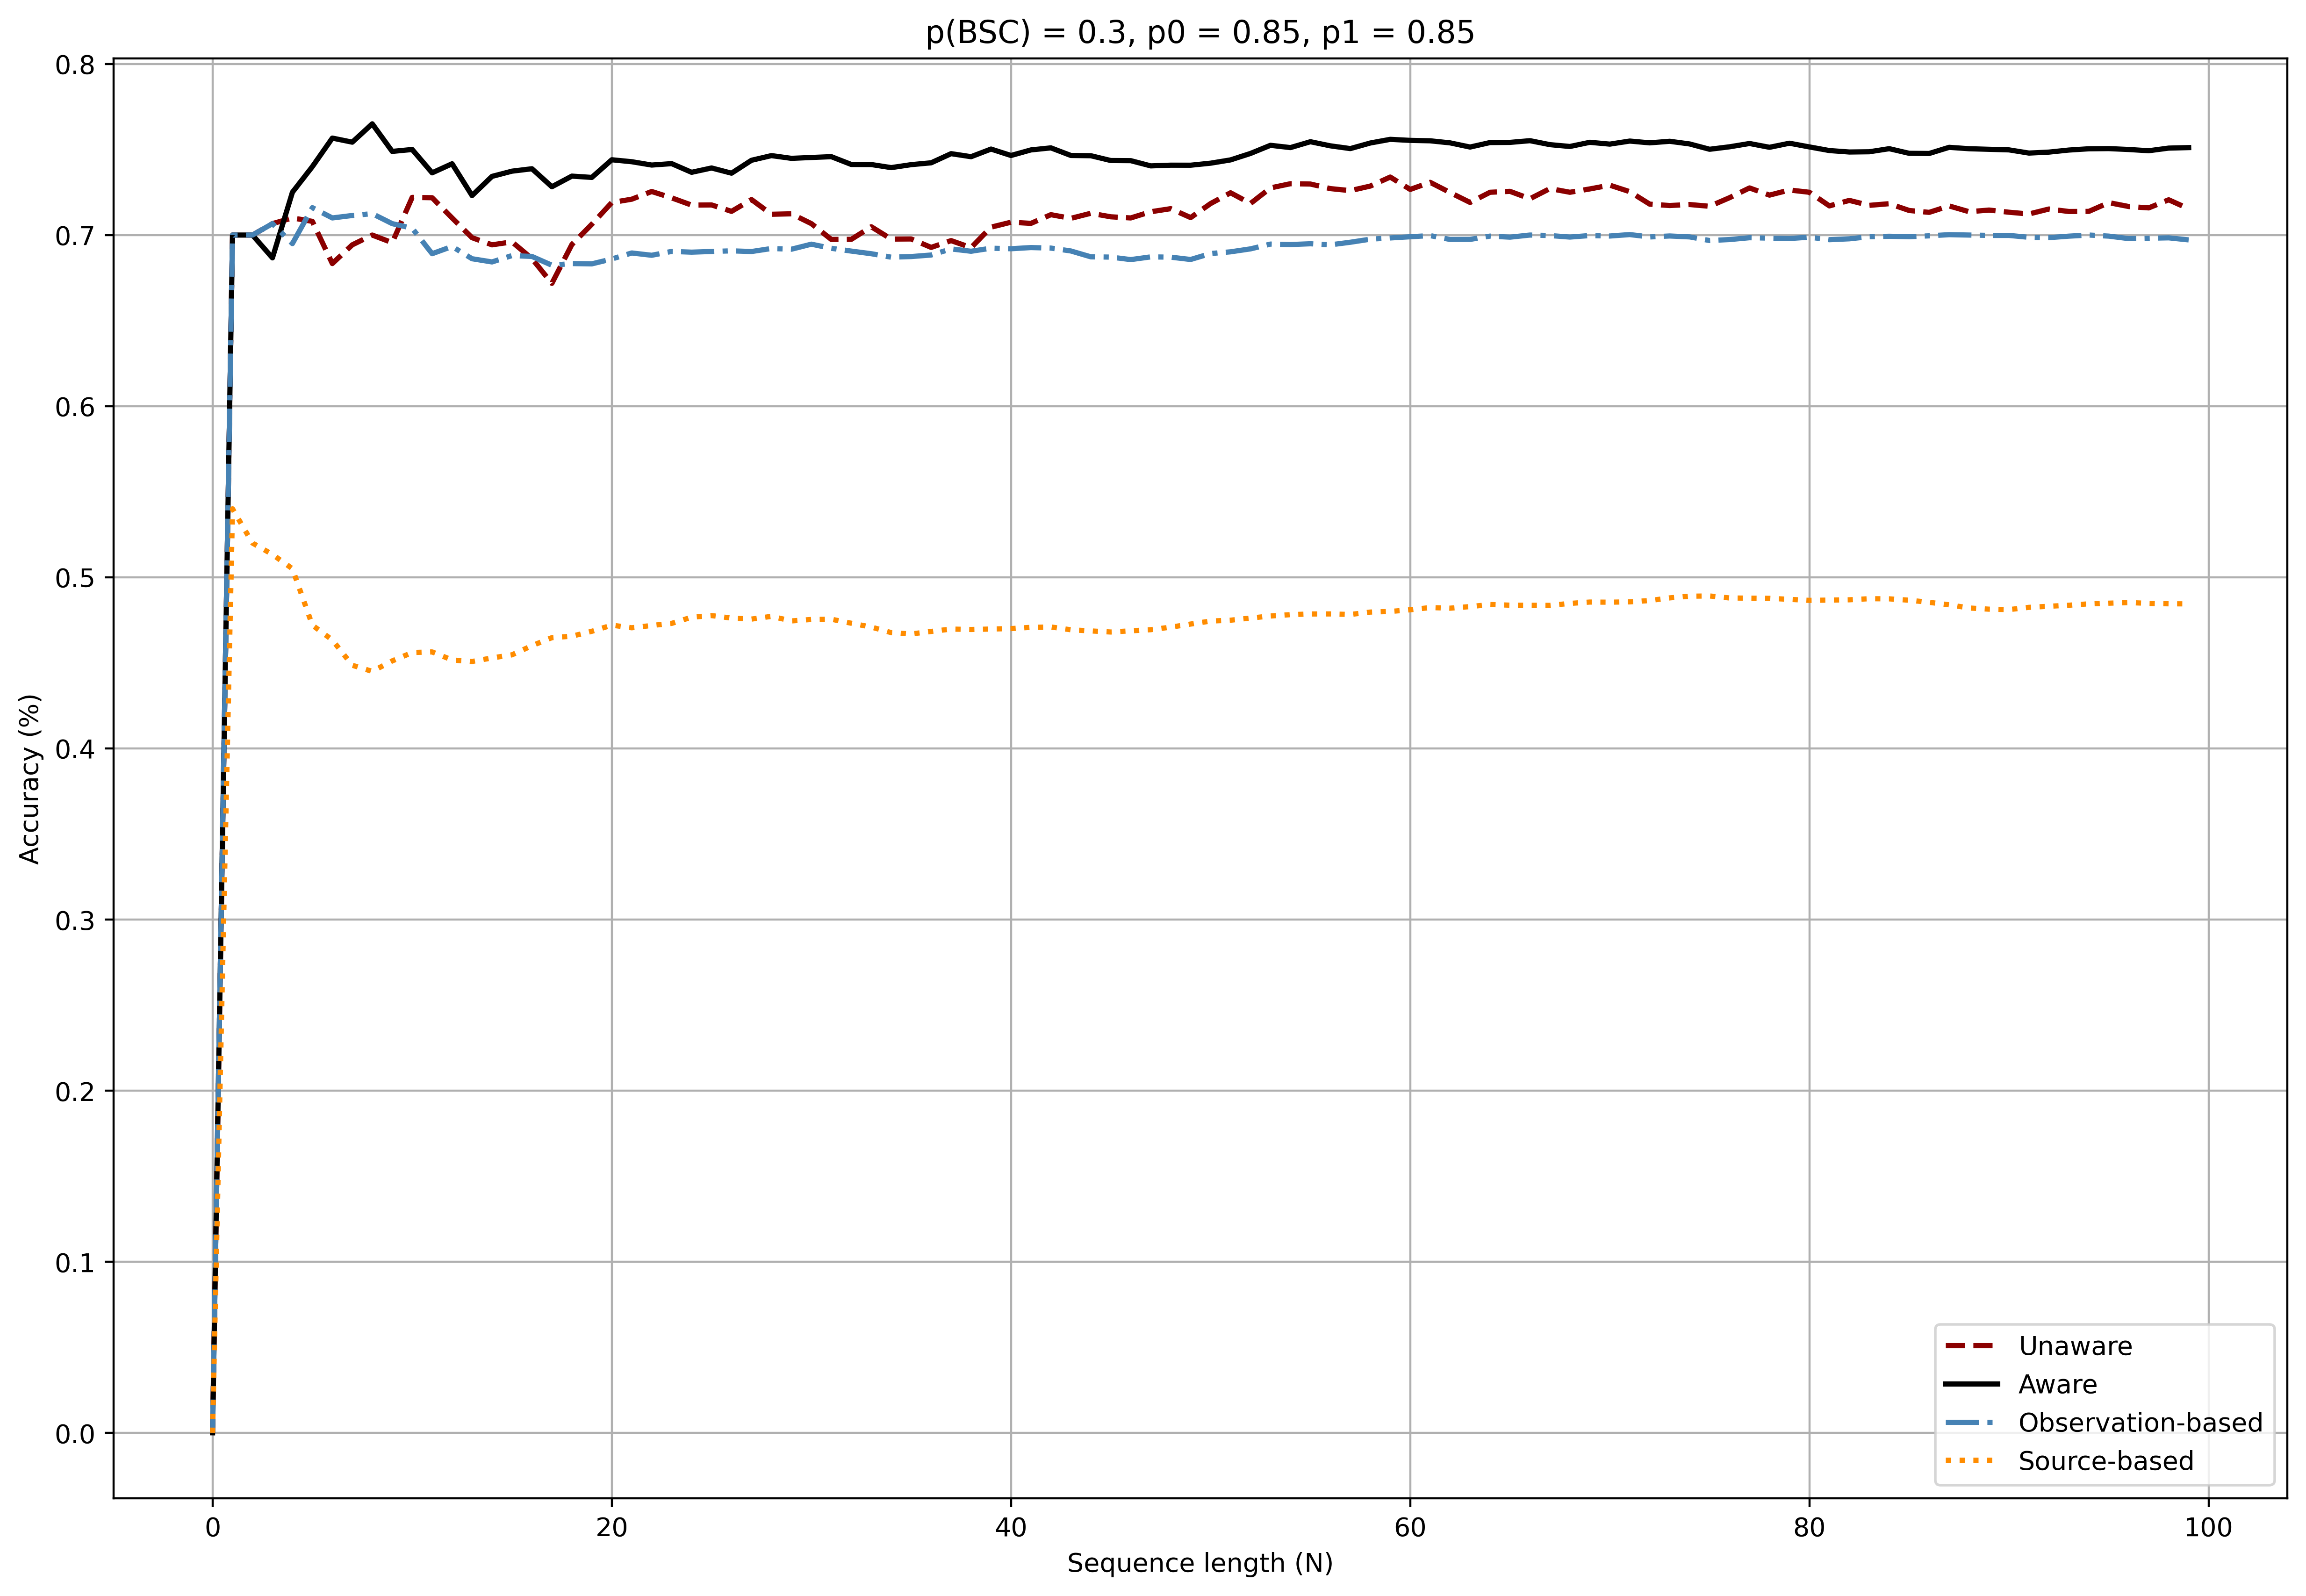 p(BSC) = 0.3, p0 = 0.85, p1 = 0.85
Accuracy (%)
0.8
0.7
0.6
0.5
0.4
0.3
0.2
0.1
0.0
0 20 40 60 80 100
Sequence length (N)
Unaware
Aware
Observation-based
Source-based